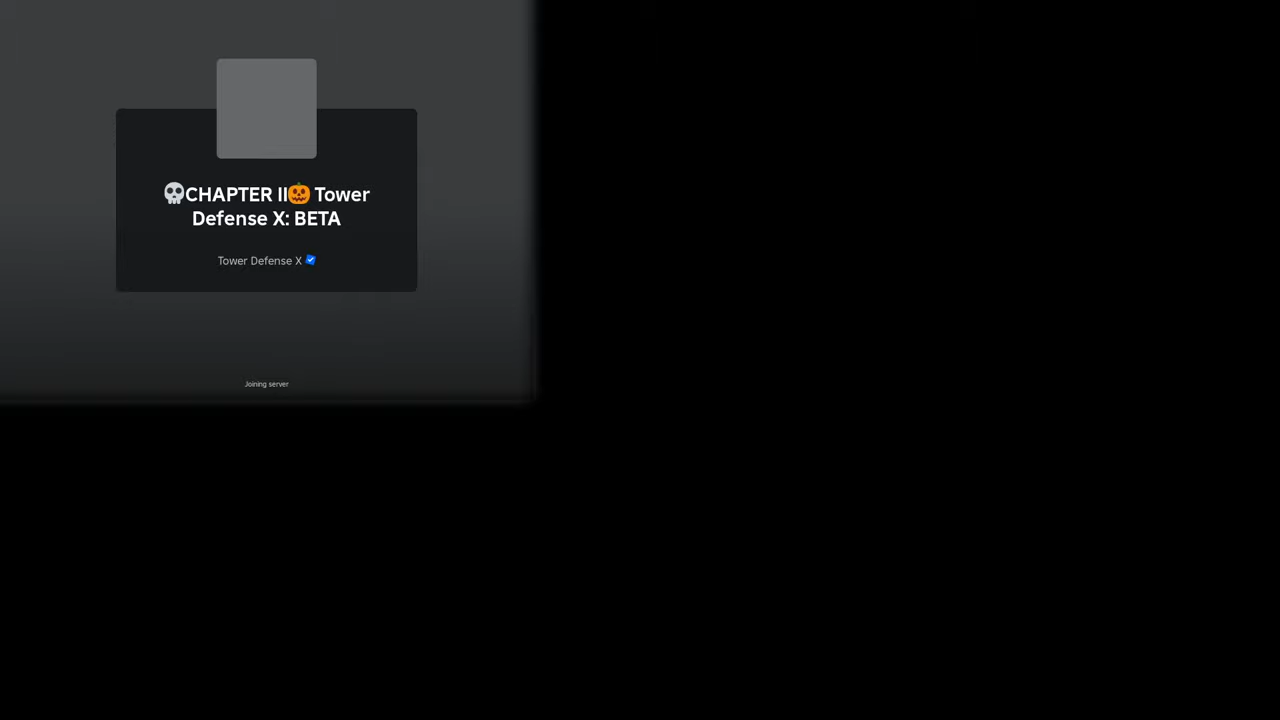 💀CHAPTER II🎃 Tower
Defense X: BETA
Tower Defense X
Joining server